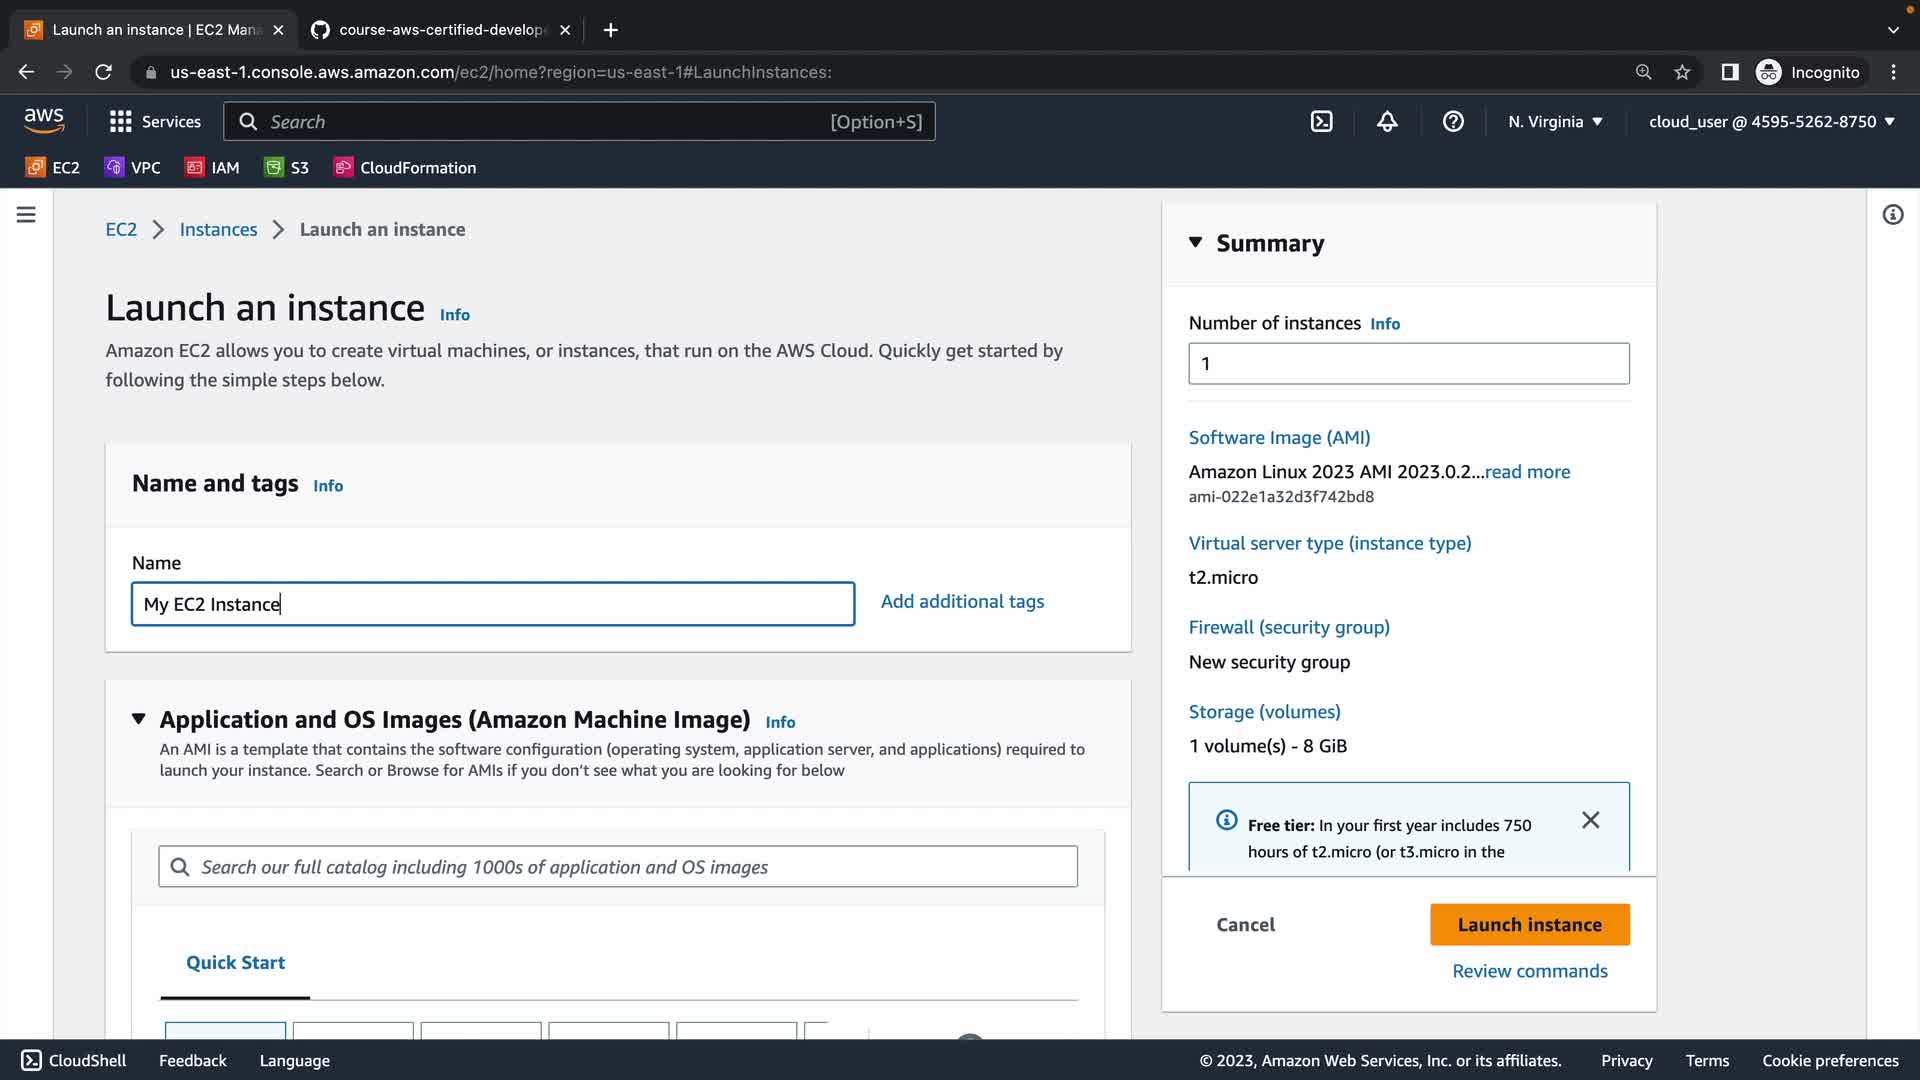 Launch an instance | EC2 Mana
course-aws-certified-develope
us-east-1.console.aws.amazon.com/ec2/home?region=us-east-1#LaunchInstances:
Incognito
aws
Services
Search
[Option+S]
N. Virginia
cloud_user @ 4595-5262-8750
EC2
VPC
IAM
S3
CloudFormation
EC2
Instances
Launch an instance
Launch an instance Info
Amazon EC2 allows you to create virtual machines, or instances, that run on the AWS Cloud. Quickly get started by
following the simple steps below.
Name and tags Info
Name
My EC2 Instance
Add additional tags
Application and OS Images (Amazon Machine Image) Info
An AMI is a template that contains the software configuration (operating system, application server, and applications) required to
launch your instance. Search or Browse for AMIs if you don’t see what you are looking for below
Search our full catalog including 1000s of application and OS images
Quick Start
Summary
Number of instances Info
1
Software Image (AMI)
Amazon Linux 2023 AMI 2023.0.2...read more
ami-022e1a32d3f742bd8
Virtual server type (instance type)
t2.micro
Firewall (security group)
New security group
Storage (volumes)
1 volume(s) - 8 GiB
Free tier: In your first year includes 750
hours of t2.micro (or t3.micro in the
Cancel
Launch instance
Review commands
CloudShell
Feedback
Language
© 2023, Amazon Web Services, Inc. or its affiliates.
Privacy
Terms
Cookie preferences